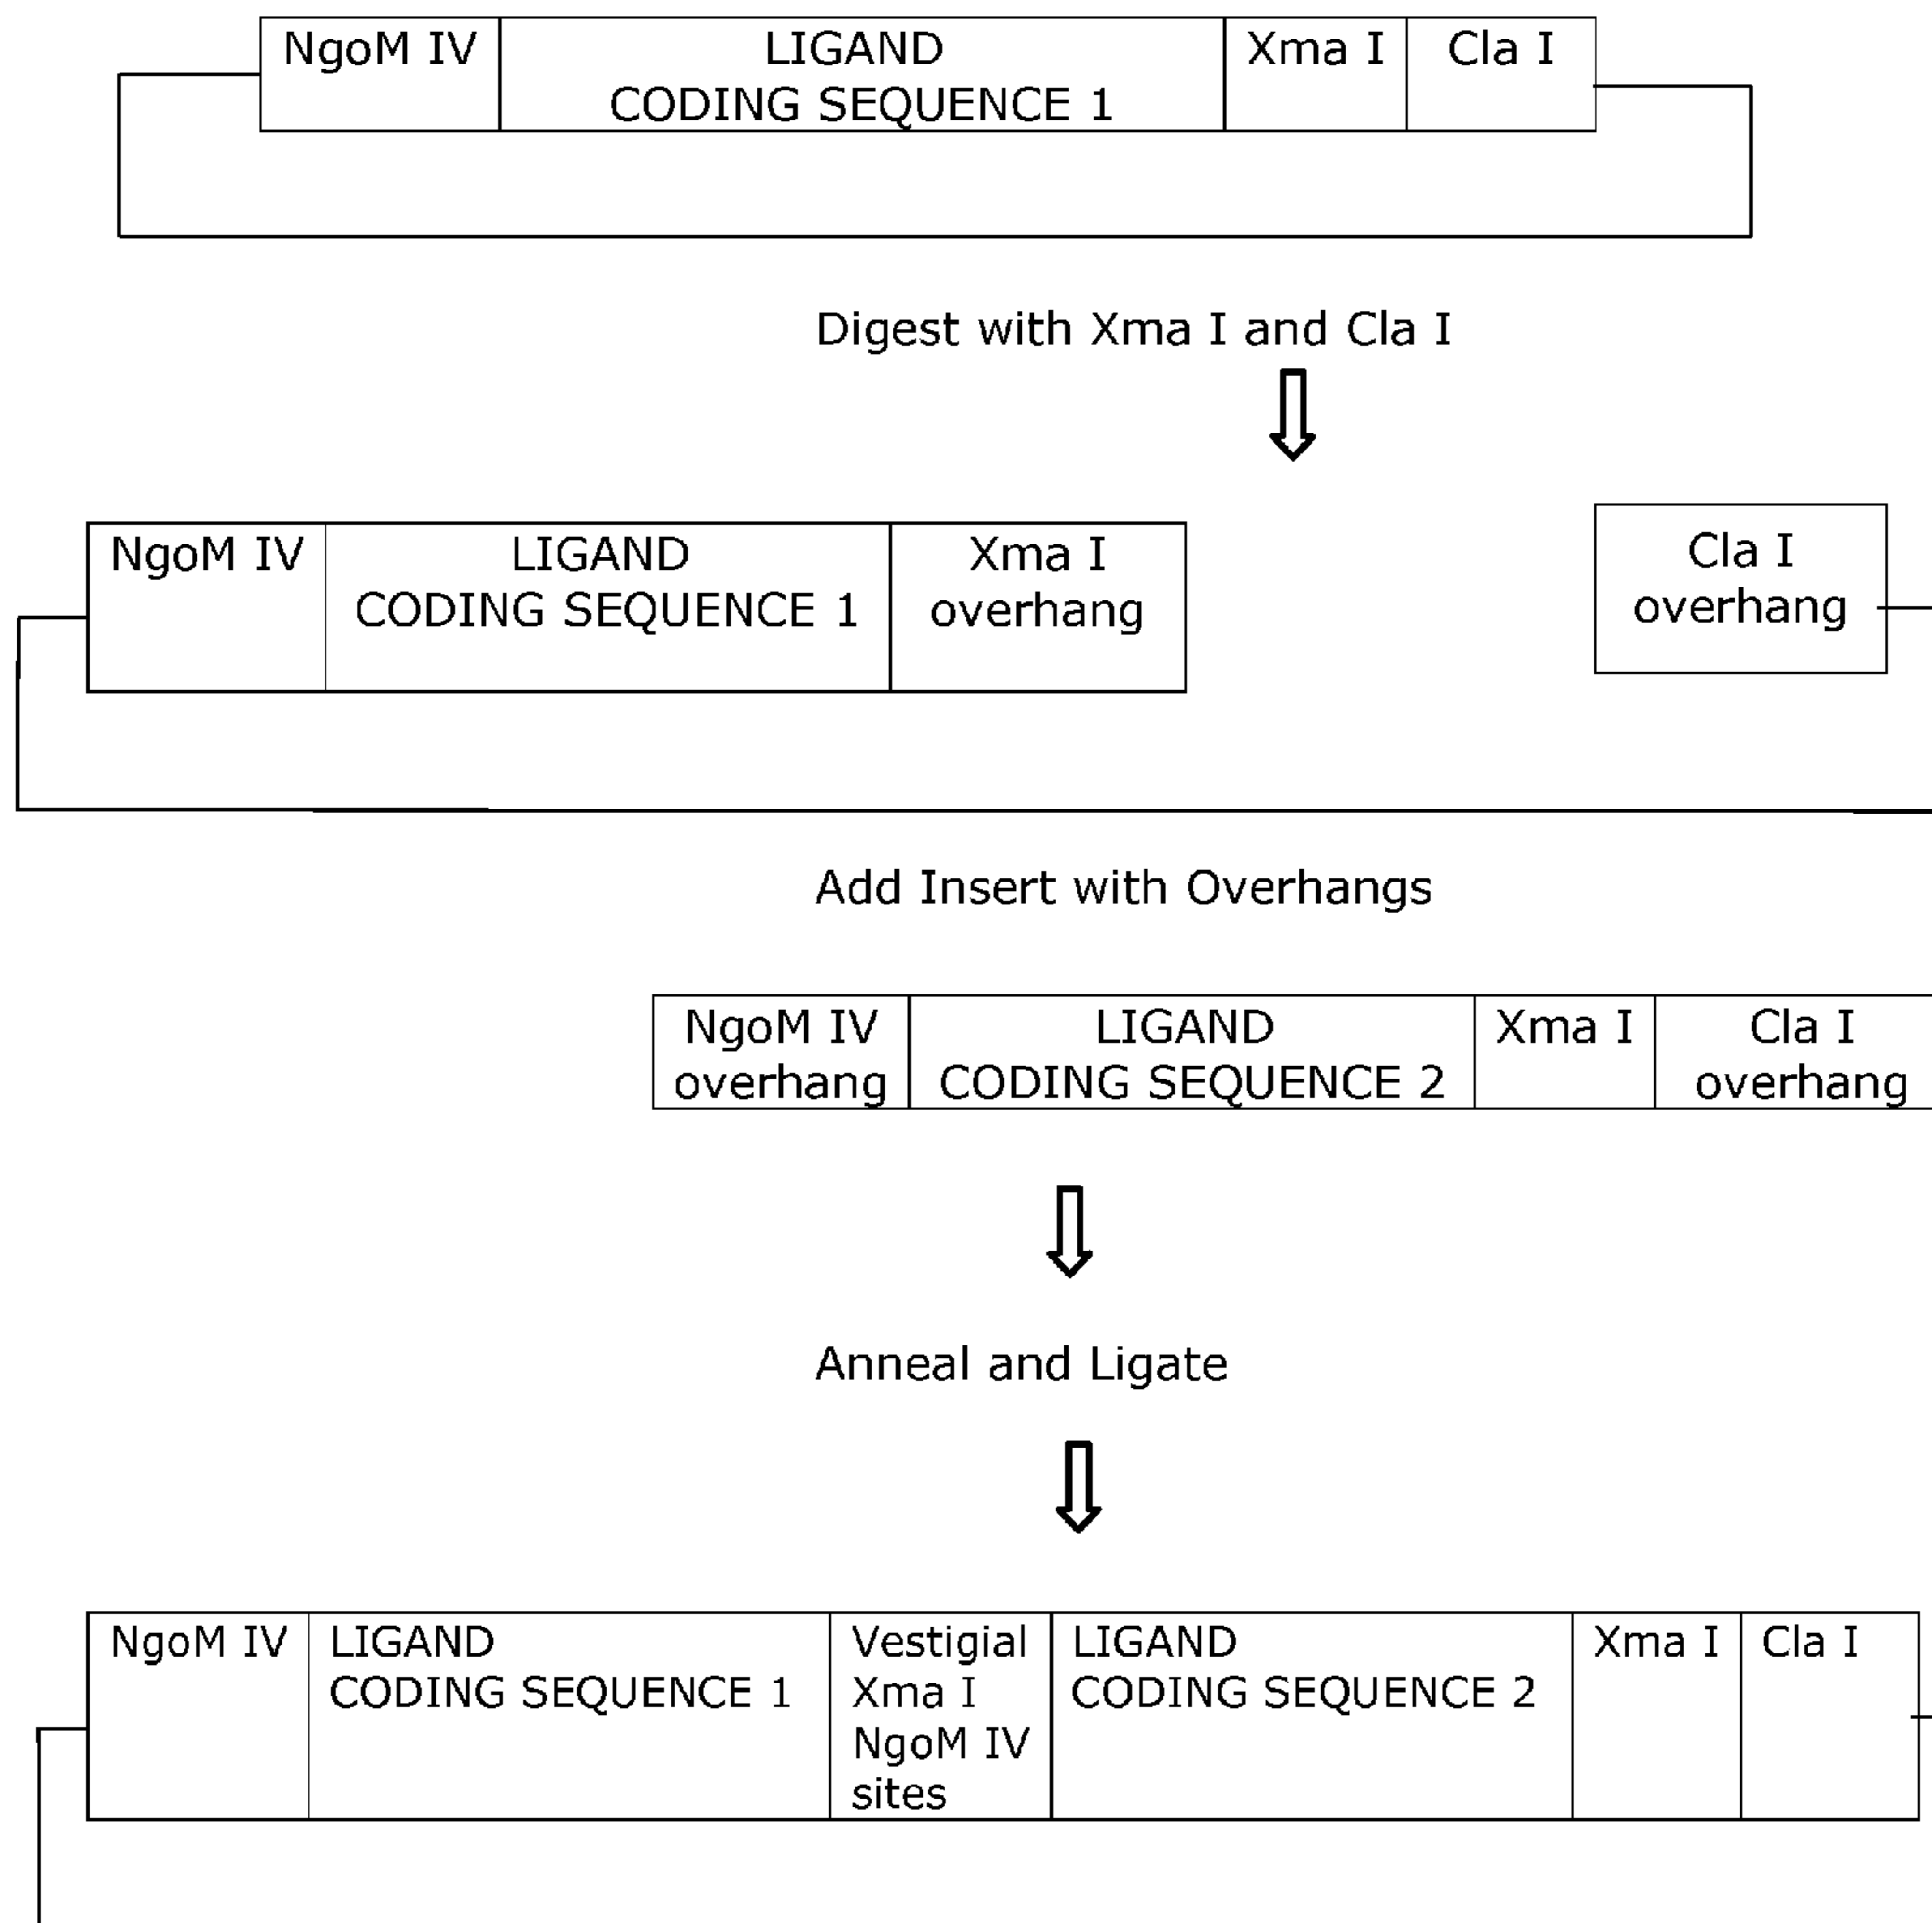 NgoM IV
LIGAND
CODING SEQUENCE 1
Xma I
Cla I
Digest with Xma I and Cla I
NgoM IV
LIGAND
CODING SEQUENCE 1
Xma I
overhang
Cla I
overhang
Add Insert with Overhangs
NgoM IV
overhang
LIGAND
CODING SEQUENCE 2
Xma I
Cla I
overhang
Anneal and Ligate
NgoM IV
LIGAND
CODING SEQUENCE 1
Vestigial
Xma I
NgoM IV
sites
LIGAND
CODING SEQUENCE 2
Xma I
Cla I